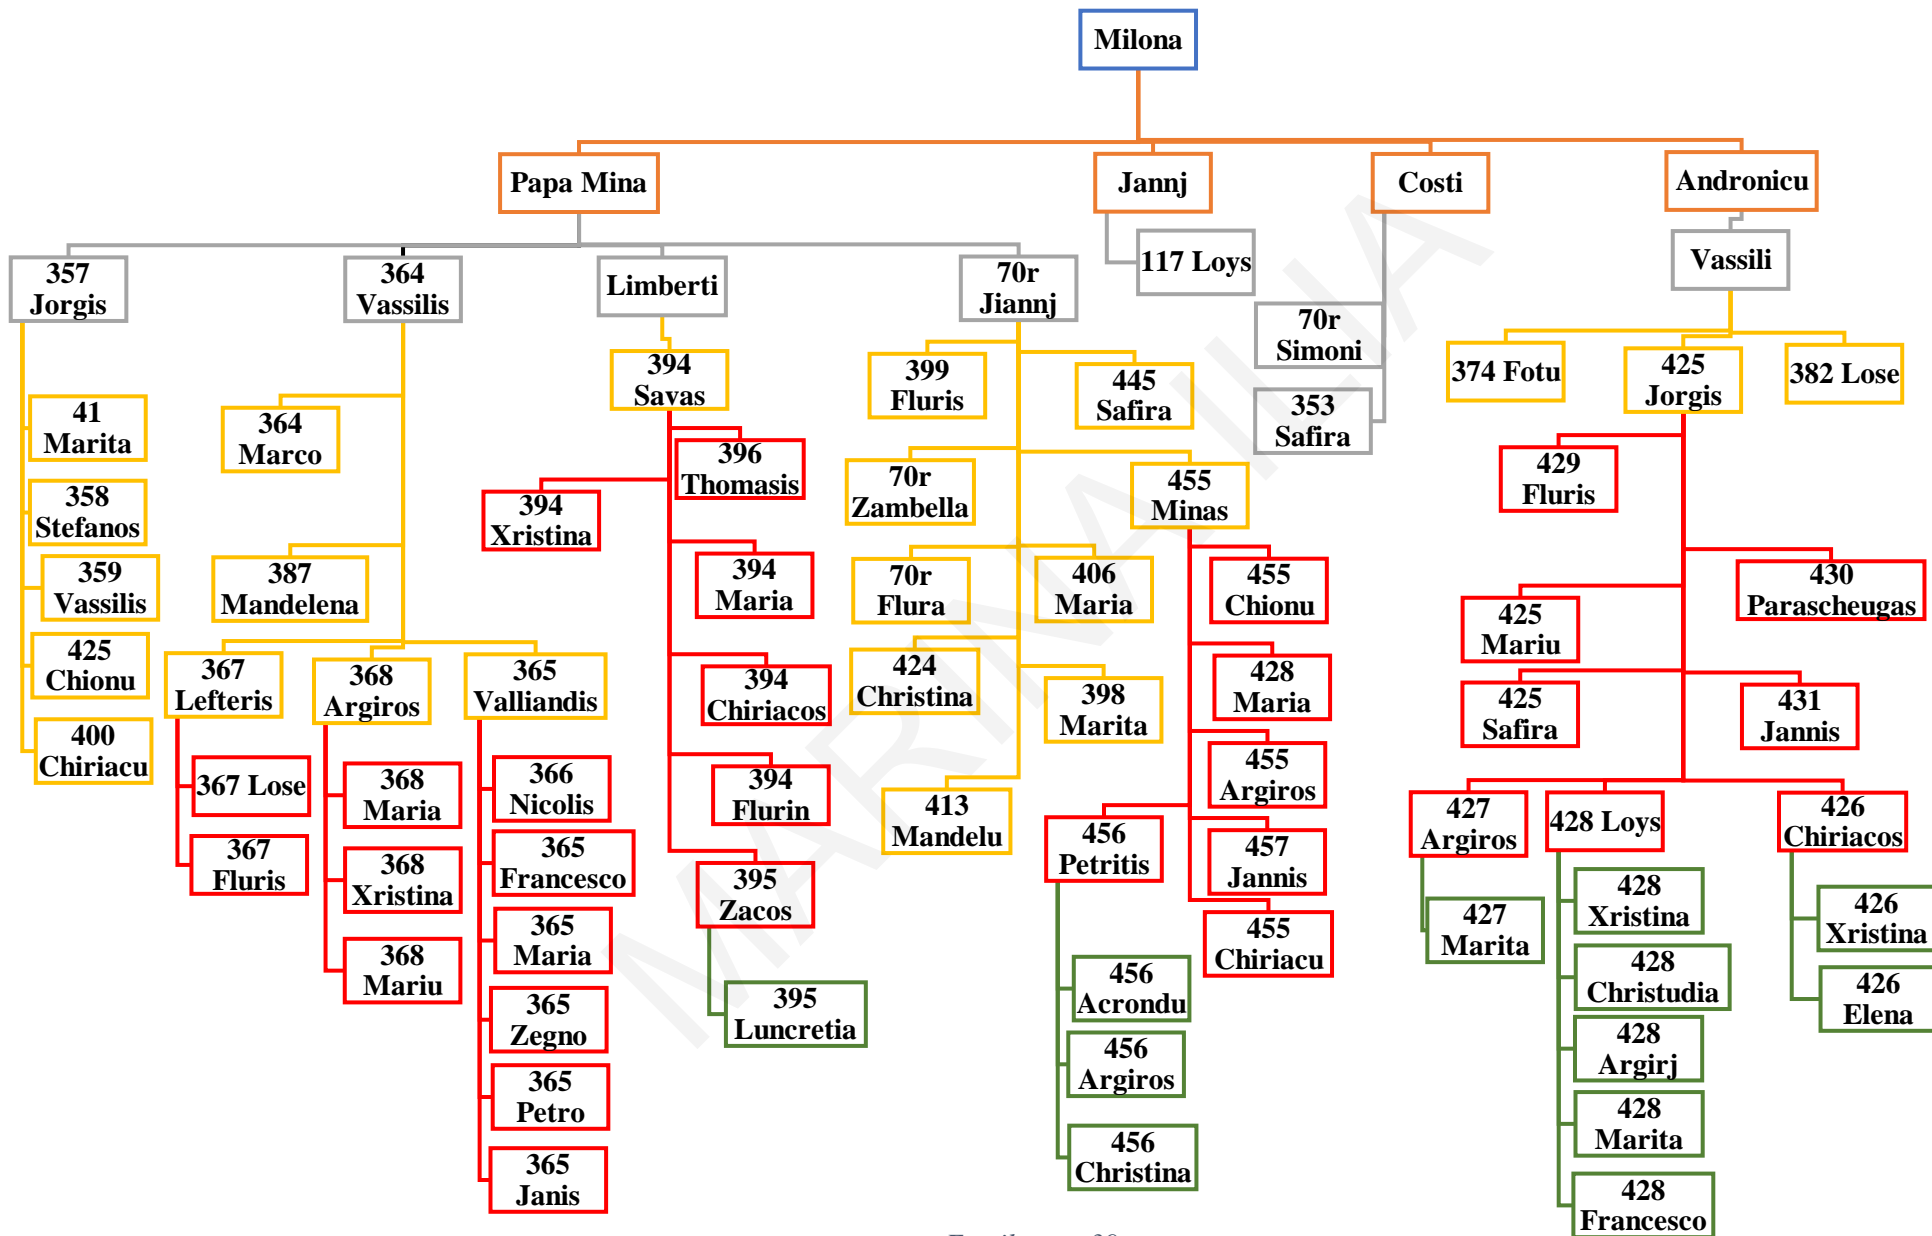 Milona
Papa Mina
Jannj
Costi
Andronicu
357
Jorgis
364
Vassilis
Limberti
70r
Jiannj
117 Loys
70r
Simoni
353
Safira
Vassili
41
Marita
358
Stefanos
359
Vassilis
425
Chionu
400
Chiriacu
364
Marco
387
Mandelena
367
Lefteris
368
Argiros
365
Valliandis
367 Lose
367
Fluris
368
Maria
368
Xristina
368
Mariu
366
Nicolis
365
Francesco
365
Maria
365
Zegno
365
Petro
365
Janis
394
Savas
396
Thomasis
394
Xristina
394
Maria
394
Chiriacos
394
Flurin
395
Zacos
395
Luncretia
399
Fluris
445
Safira
70r
Zambella
455
Minas
70r
Flura
406
Maria
424
Christina
398
Marita
413
Mandelu
455
Chionu
428
Maria
455
Argiros
456
Petritis
457
Jannis
455
Chiriacu
456
Acrondu
456
Argiros
456
Christina
374 Fotu
425
Jorgis
382 Lose
429
Fluris
430
Parascheugas
425
Mariu
425
Safira
431
Jannis
427
Argiros
428 Loys
426
Chiriacos
427
Marita
428
Xristina
428
Christudia
428
Argirj
428
Marita
428
Francesco
426
Xristina
426
Elena
MARINA ILIA